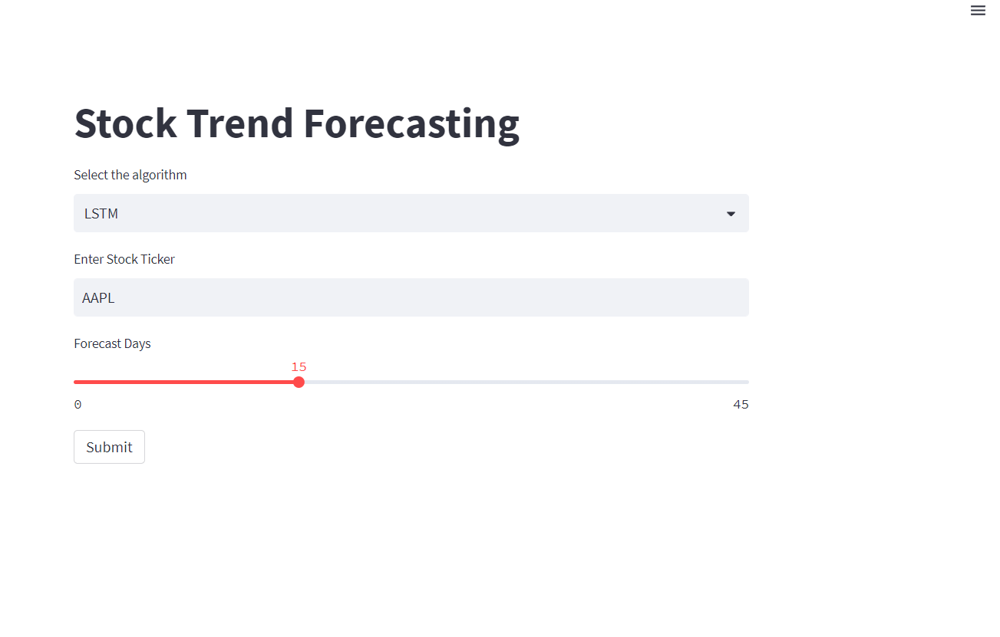 Stock Trend Forecasting
Select the algorithm
LSTM
Enter Stock Ticker
AAPL
Forecast Days
15
0 45
Submit